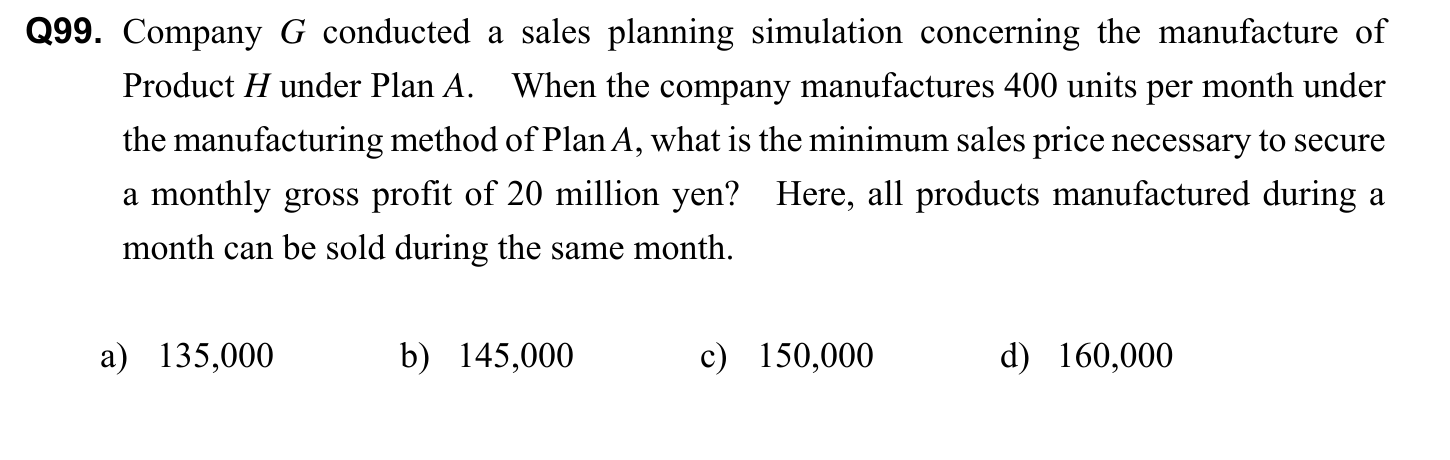 Q99. Company G conducted a sales planning simulation concerning the manufacture of
Product H under Plan A. When the company manufactures 400 units per month under
the manufacturing method of Plan A, what is the minimum sales price necessary to secure
a monthly gross profit of 20 million yen? Here, all products manufactured during a
month can be sold during the same month.
a) 135,000 b) 145,000 c) 150,000 d) 160,000